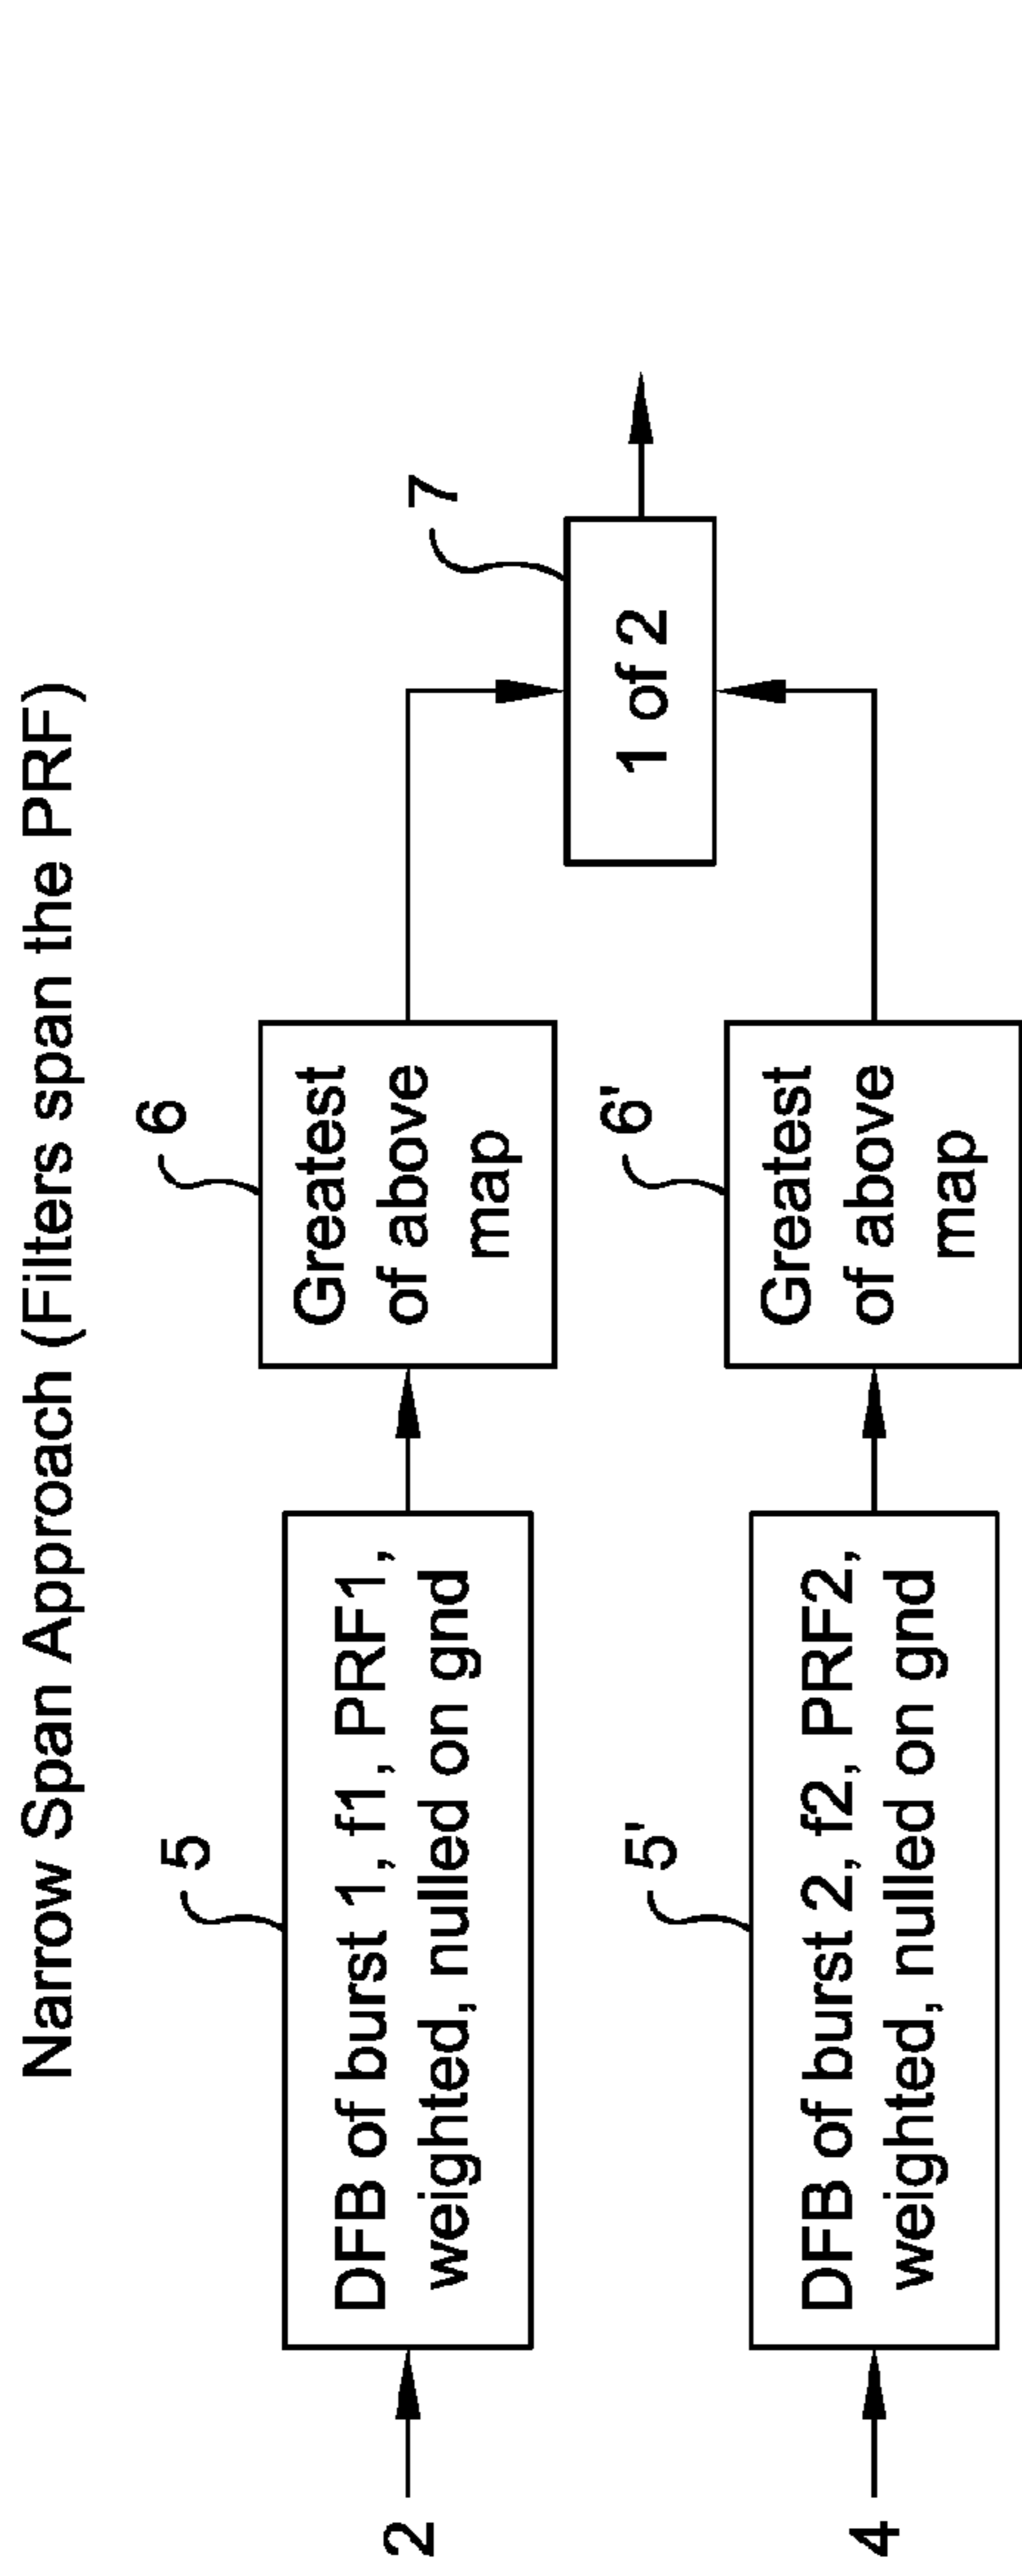 Narrow Span Approach (Filters span the PRF)
5
6
2
DFB of burst 1, f1, PRF1,
weighted, nulled on gnd
Greatest
of above
map
7
1 of 2
5'
6'
4
DFB of burst 2, f2, PRF2,
weighted, nulled on gnd
Greatest
of above
map